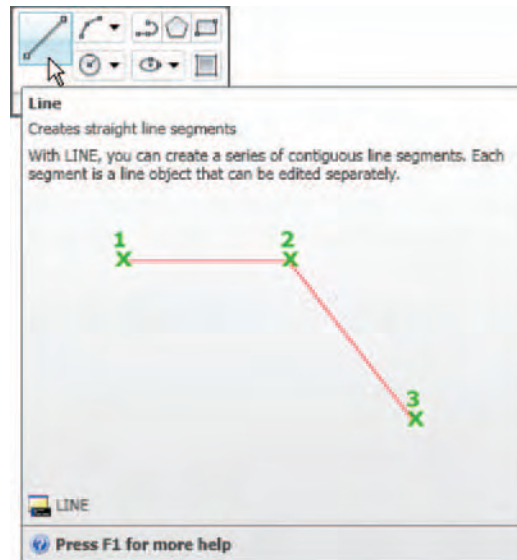 Line
Creates straight line segments
With LINE, you can create a series of contiguous line segments. Each
segment is a line object that can be edited separately.
1
2
3
LINE
Press F1 for more help